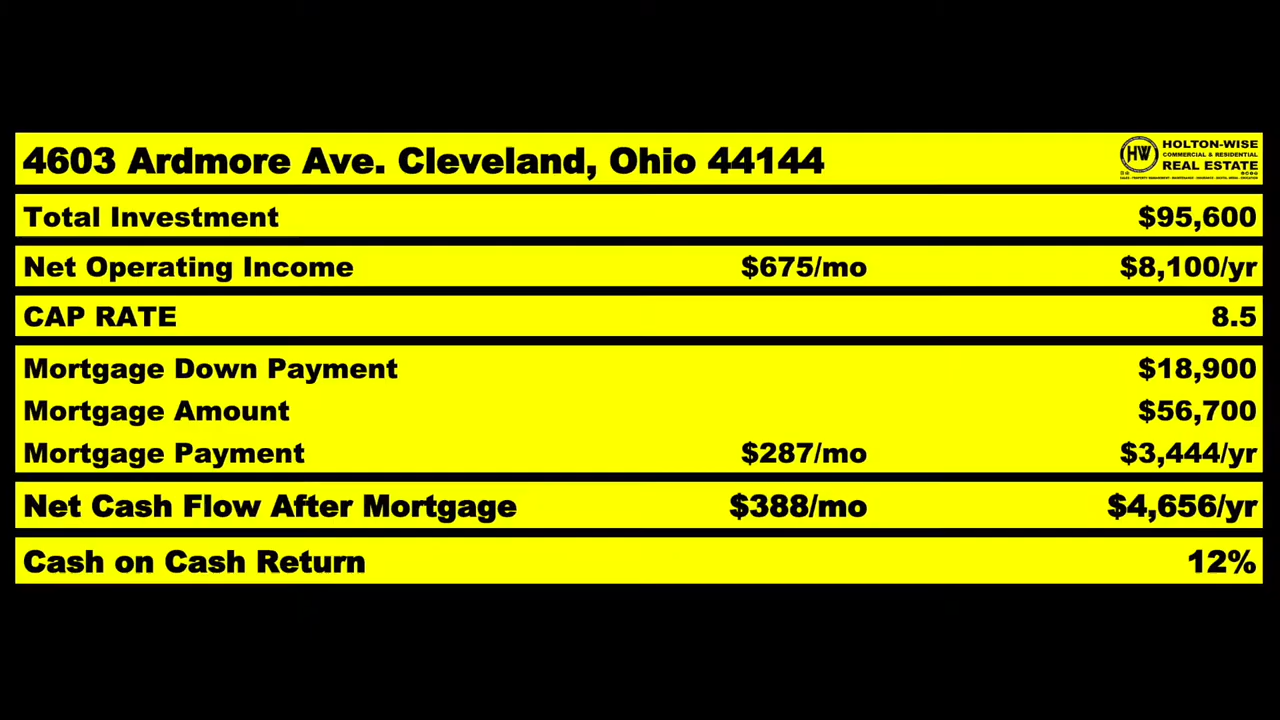 4603 Ardmore Ave. Cleveland, Ohio 44144
HW
HOLTON-WISE
COMMERCIAL & RESIDENTIAL
REAL ESTATE
Total Investment $95,600
Net Operating Income $675/mo $8,100/yr
CAP RATE 8.5
Mortgage Down Payment $18,900
Mortgage Amount $56,700
Mortgage Payment $287/mo $3,444/yr
Net Cash Flow After Mortgage $388/mo $4,656/yr
Cash on Cash Return 12%